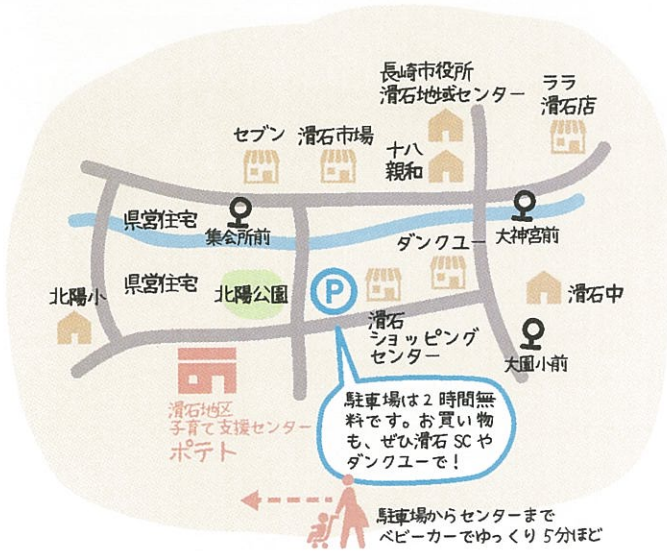 長崎市役所
滑石地域センター
ララ
滑石店
セブン
滑石市場
十八
親和
県営住宅
集会所前
大神宮前
ダンクユー
県営住宅
北陽公園
P
北陽小
滑石中
滑石
ショッピング
センター
大園小前
滑石地区
子育て支援センター
ポテト
駐車場は2時間無
料です。お買い物
も、ぜひ滑石SCや
ダンクユーで!
駐車場からセンターまで
ベビーカーでゆっくり5分ほど